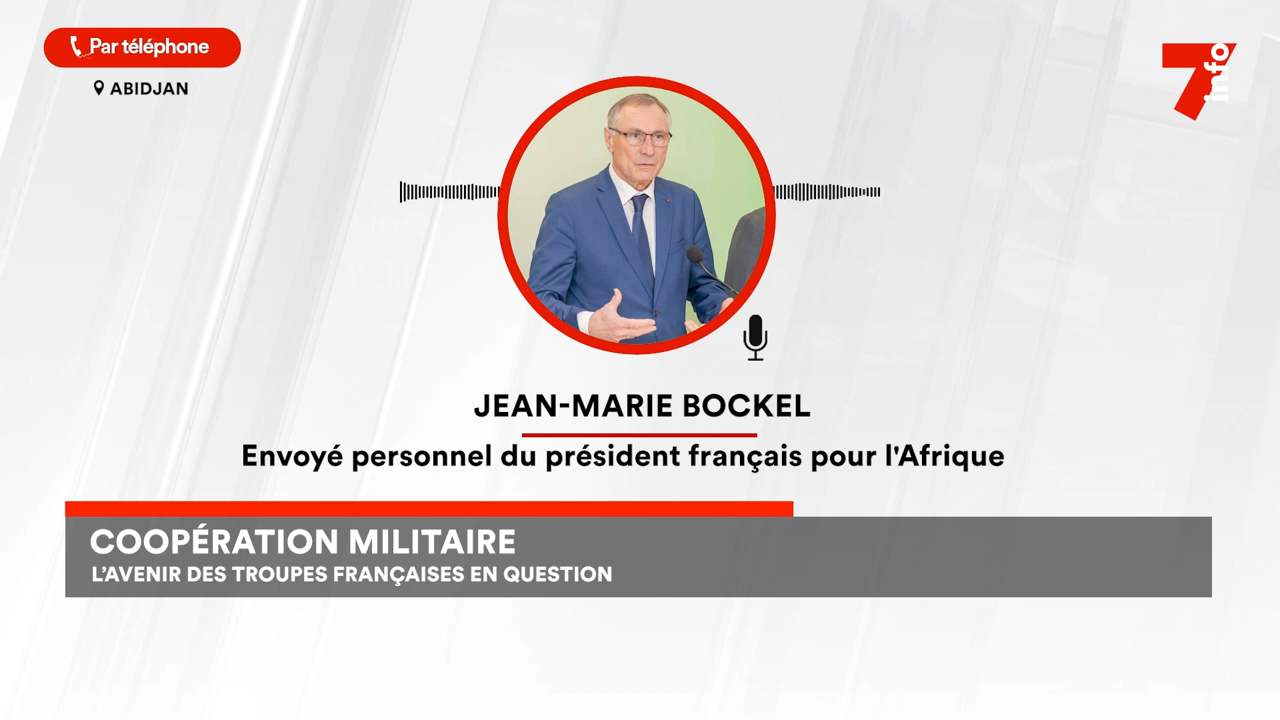 Par téléphone
ABIDJAN
7 info
JEAN-MARIE BOCKEL
Envoyé personnel du président français pour l'Afrique
COOPÉRATION MILITAIRE
L’AVENIR DES TROUPES FRANÇAISES EN QUESTION